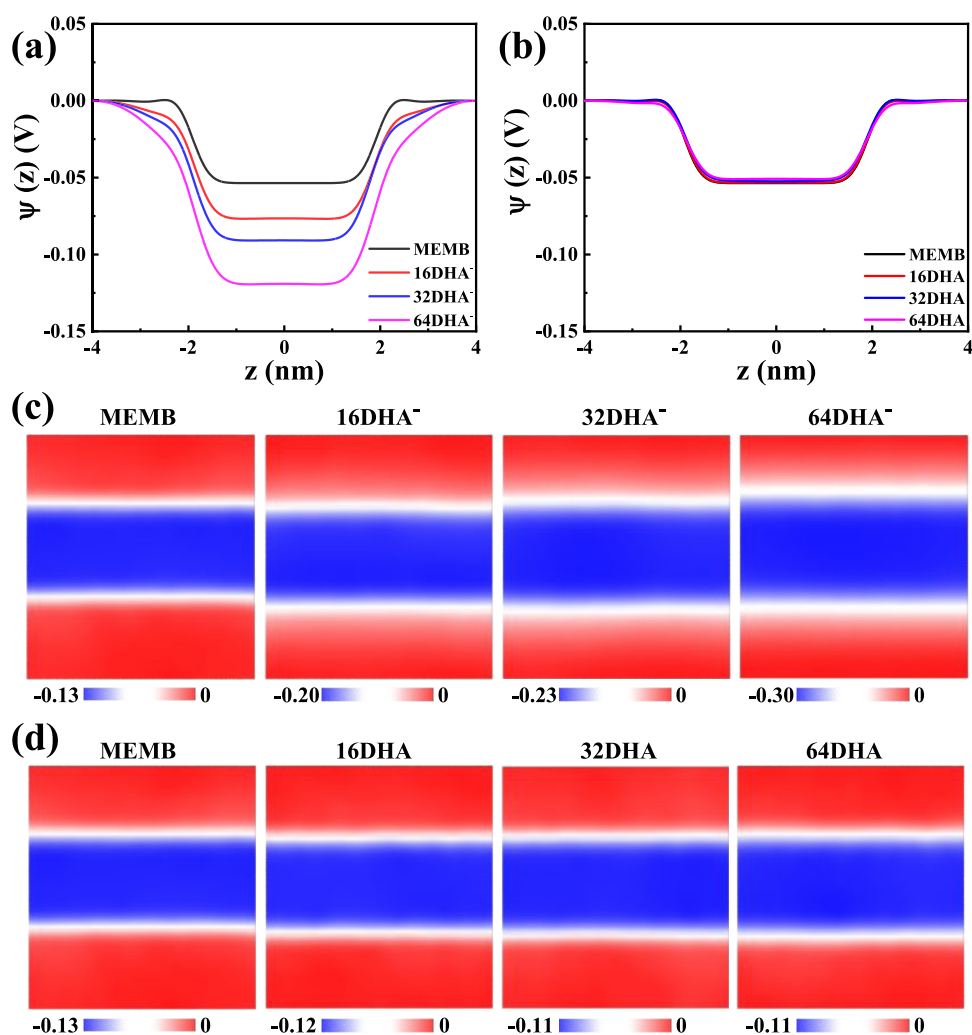 (a)
0.05
0.00
-0.05
-0.10
-0.15
ψ (z) (V)
-4 -2 0 2 4
z (nm)
MEMB
16DHA⁻
32DHA⁻
64DHA⁻
(b)
0.05
0.00
-0.05
-0.10
-0.15
ψ (z) (V)
-4 -2 0 2 4
z (nm)
MEMB
16DHA
32DHA
64DHA
(c)
MEMB 16DHA⁻ 32DHA⁻ 64DHA⁻
-0.13 0 -0.20 0 -0.23 0 -0.30 0
(d)
MEMB 16DHA 32DHA 64DHA
-0.13 0 -0.12 0 -0.11 0 -0.11 0